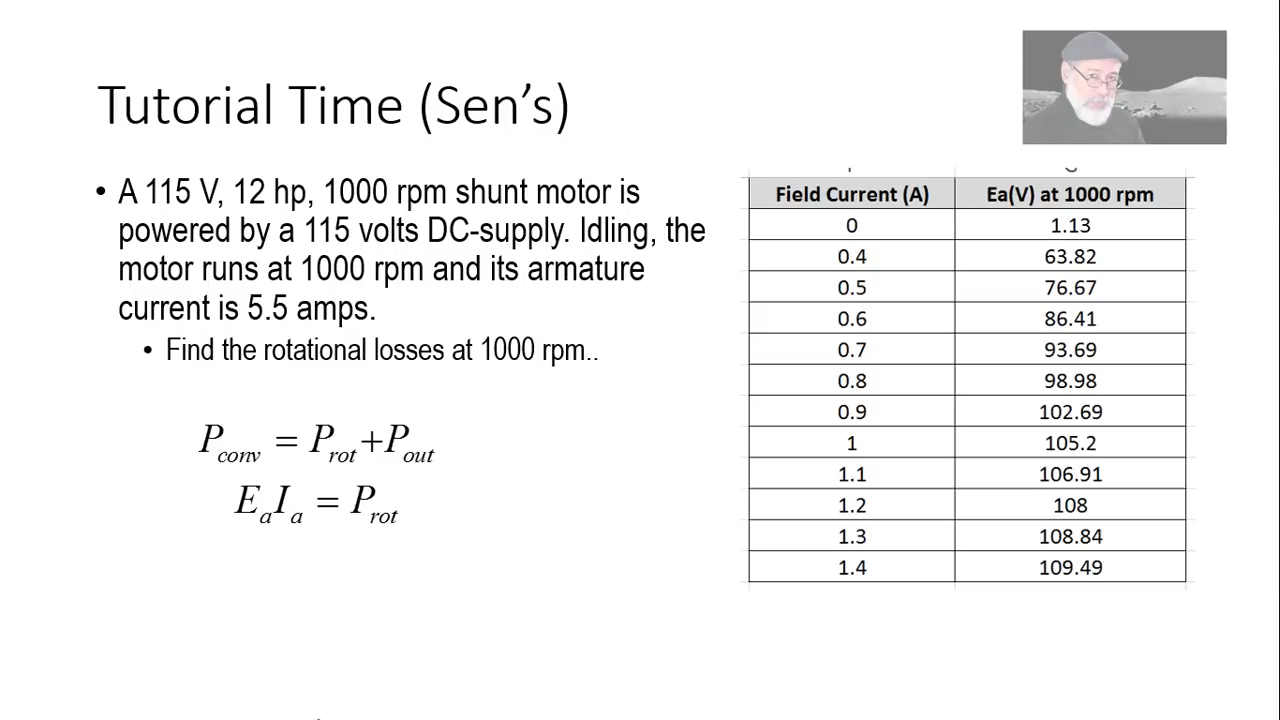 Tutorial Time (Sen's)
• A 115 V, 12 hp, 1000 rpm shunt motor is
powered by a 115 volts DC-supply. Idling, the
motor runs at 1000 rpm and its armature
current is 5.5 amps.
• Find the rotational losses at 1000 rpm..
P_conv = P_rot + P_out
E_a I_a = P_rot
Field Current (A) Ea(V) at 1000 rpm
0 1.13
0.4 63.82
0.5 76.67
0.6 86.41
0.7 93.69
0.8 98.98
0.9 102.69
1 105.2
1.1 106.91
1.2 108
1.3 108.84
1.4 109.49